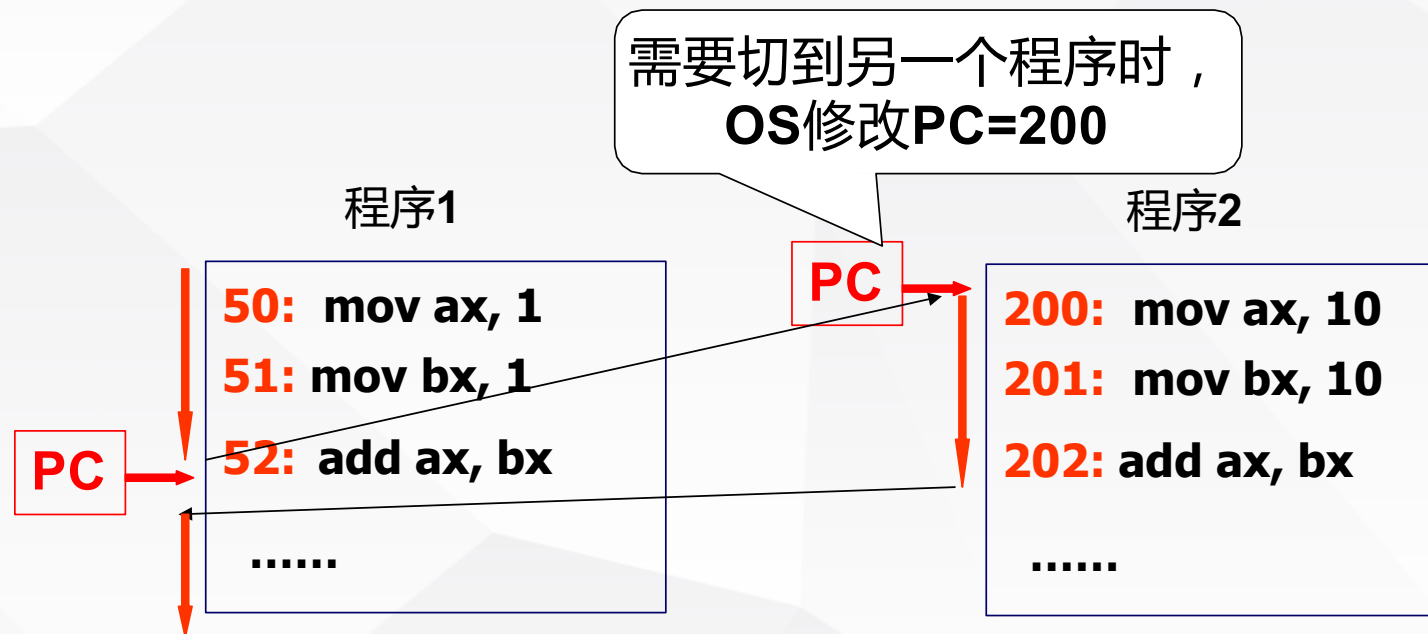 需要切到另一个程序时，
OS修改PC=200
程序1
程序2
PC
50: mov ax, 1
51: mov bx, 1
52: add ax, bx
......
PC
200: mov ax, 10
201: mov bx, 10
202: add ax, bx
......